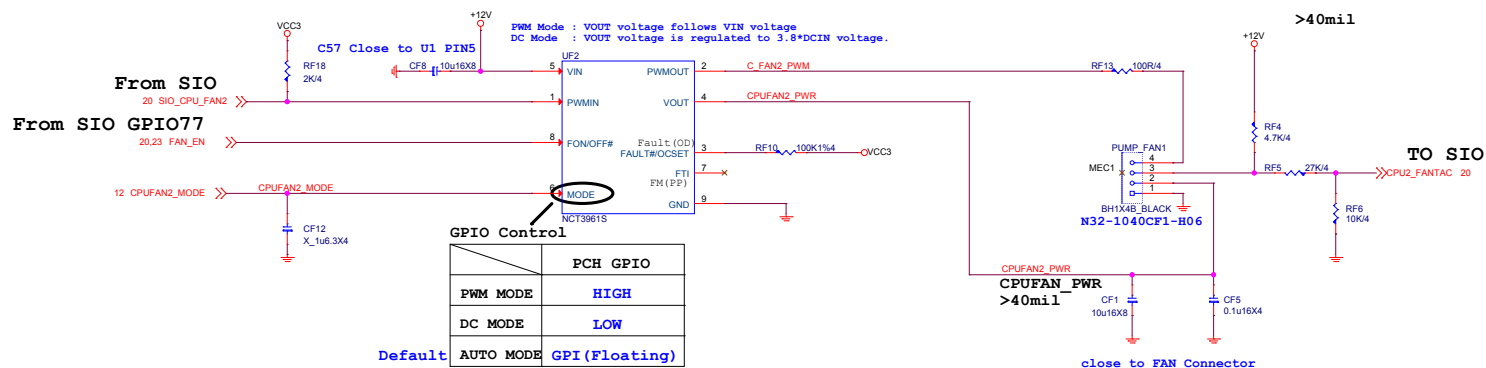 +12V
>40mil
VCC3
PWM Mode : VOUT voltage follows VIN voltage
DC Mode : VOUT voltage is regulated to 3.8*DCIN voltage.
+12V
C57 Close to U1 PIN5
UF2
RF18
2K/4
CF8 10u16X8
5 VIN
PWMOUT 2
C_FAN2_PWM
RF13 100R/4
From SIO
20 SIO_CPU_FAN2
1 PWMIN
VOUT 4
CPUFAN2_PWR
From SIO GPIO77
20,23 FAN_EN
8 FON/OFF#
Fault(OD)
FAULT#/OCSET 3
RF10 100K1%4
VCC3
FTI 7
FM(PP)
12 CPUFAN2_MODE
CPUFAN2_MODE
6 MODE
GND 9
NCT3961S
CF12
X_1u6.3X4
RF4
4.7K/4
PUMP_FAN1
MEC1
4
3
2
1
RF5 27K/4
TO SIO
CPU2_FANTAC 20
RF6
10K/4
BH1X4B_BLACK
N32-1040CF1-H06
GPIO Control
PCH GPIO
PWM MODE HIGH
DC MODE LOW
Default AUTO MODE GPI(Floating)
CPUFAN2_PWR
CPUFAN_PWR
>40mil
CF1
10u16X8
CF5
0.1u16X4
close to FAN Connector